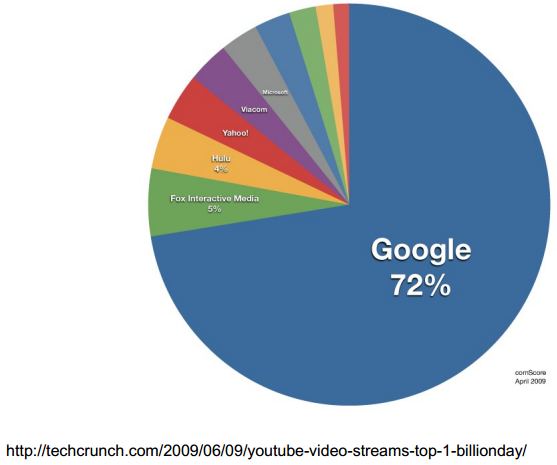 Microsoft
Viacom
Yahoo!
Hulu
4%
Fox Interactive Media
5%
Google
72%
comScore
April 2009
http://techcrunch.com/2009/06/09/youtube-video-streams-top-1-billionday/